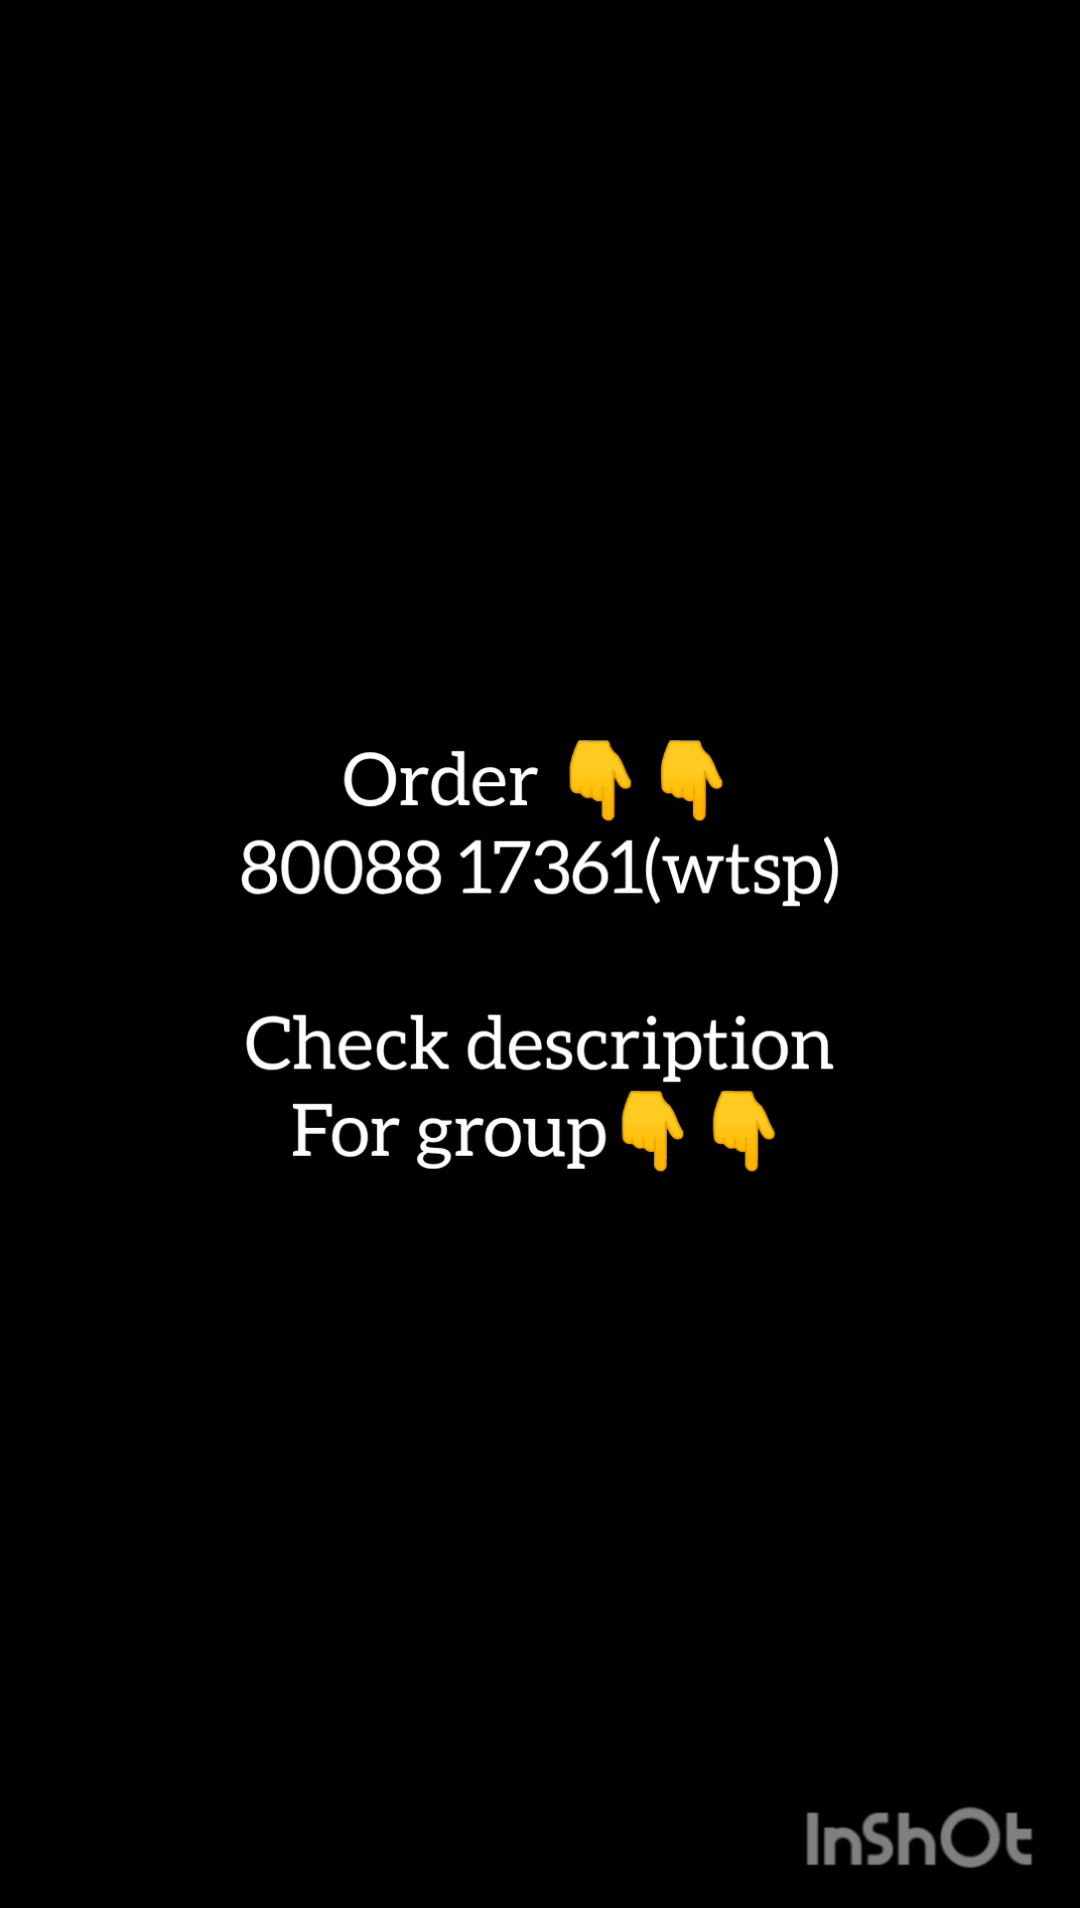 Order 👇👇
80088 17361(wtsp)
Check description
For group👇👇
InShOt